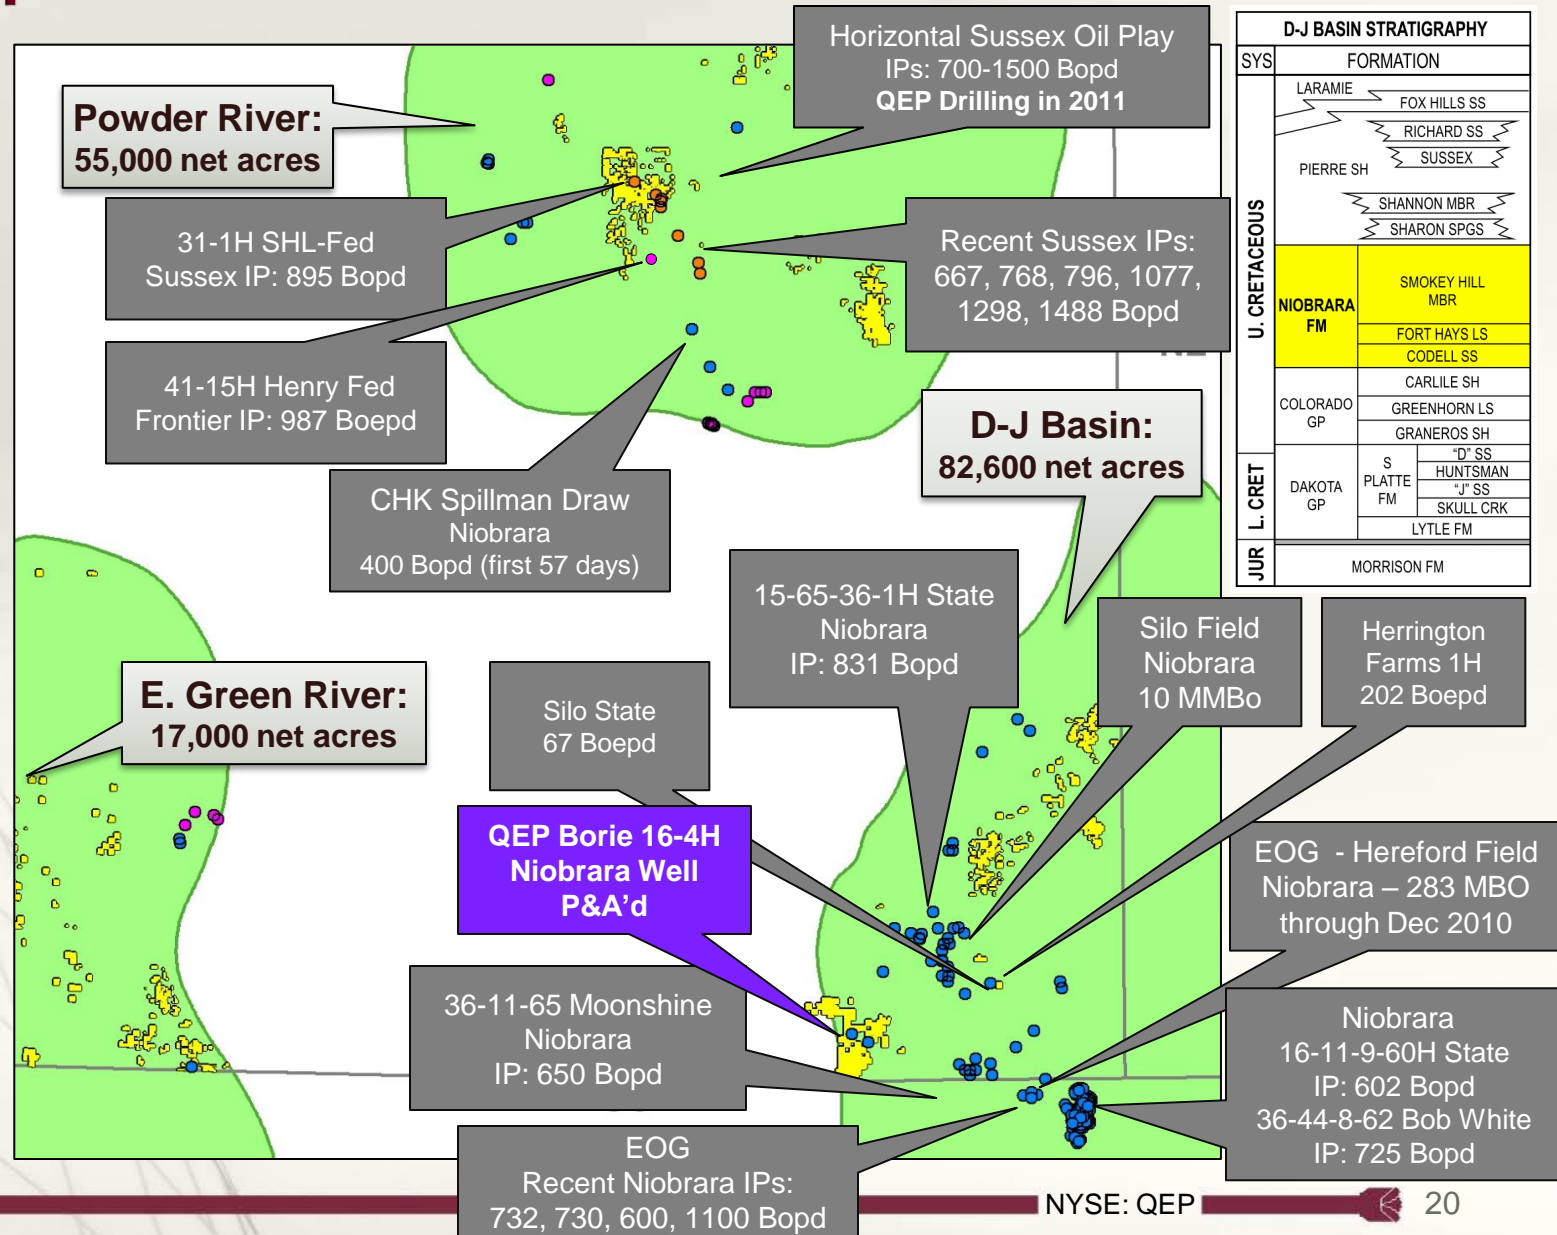 Horizontal Sussex Oil Play
IPs: 700-1500 Bopd
QEP Drilling in 2011
Powder River:
55,000 net acres
31-1H SHL-Fed
Sussex IP: 895 Bopd
Recent Sussex IPs:
667, 768, 796, 1077,
1298, 1488 Bopd
41-15H Henry Fed
Frontier IP: 987 Boepd
CHK Spillman Draw
Niobrara
400 Bopd (first 57 days)
D-J Basin:
82,600 net acres
D-J BASIN STRATIGRAPHY
SYS
FORMATION
U. CRETACEOUS
LARAMIE
FOX HILLS SS
RICHARD SS
SUSSEX
PIERRE SH
SHANNON MBR
SHARON SPGS
NIOBRARA
FM
SMOKEY HILL
MBR
FORT HAYS LS
CODELL SS
COLORADO
GP
CARLILE SH
GREENHORN LS
GRANEROS SH
L. CRET
DAKOTA
GP
S
PLATTE
FM
"D" SS
HUNTSMAN
"J" SS
SKULL CRK
LYTLE FM
JUR
MORRISON FM
15-65-36-1H State
Niobrara
IP: 831 Bopd
Silo Field
Niobrara
10 MMBo
Herrington
Farms 1H
202 Boepd
E. Green River:
17,000 net acres
Silo State
67 Boepd
QEP Borie 16-4H
Niobrara Well
P&A'd
EOG - Hereford Field
Niobrara – 283 MBO
through Dec 2010
36-11-65 Moonshine
Niobrara
IP: 650 Bopd
Niobrara
16-11-9-60H State
IP: 602 Bopd
36-44-8-62 Bob White
IP: 725 Bopd
EOG
Recent Niobrara IPs:
732, 730, 600, 1100 Bopd
NYSE: QEP
20